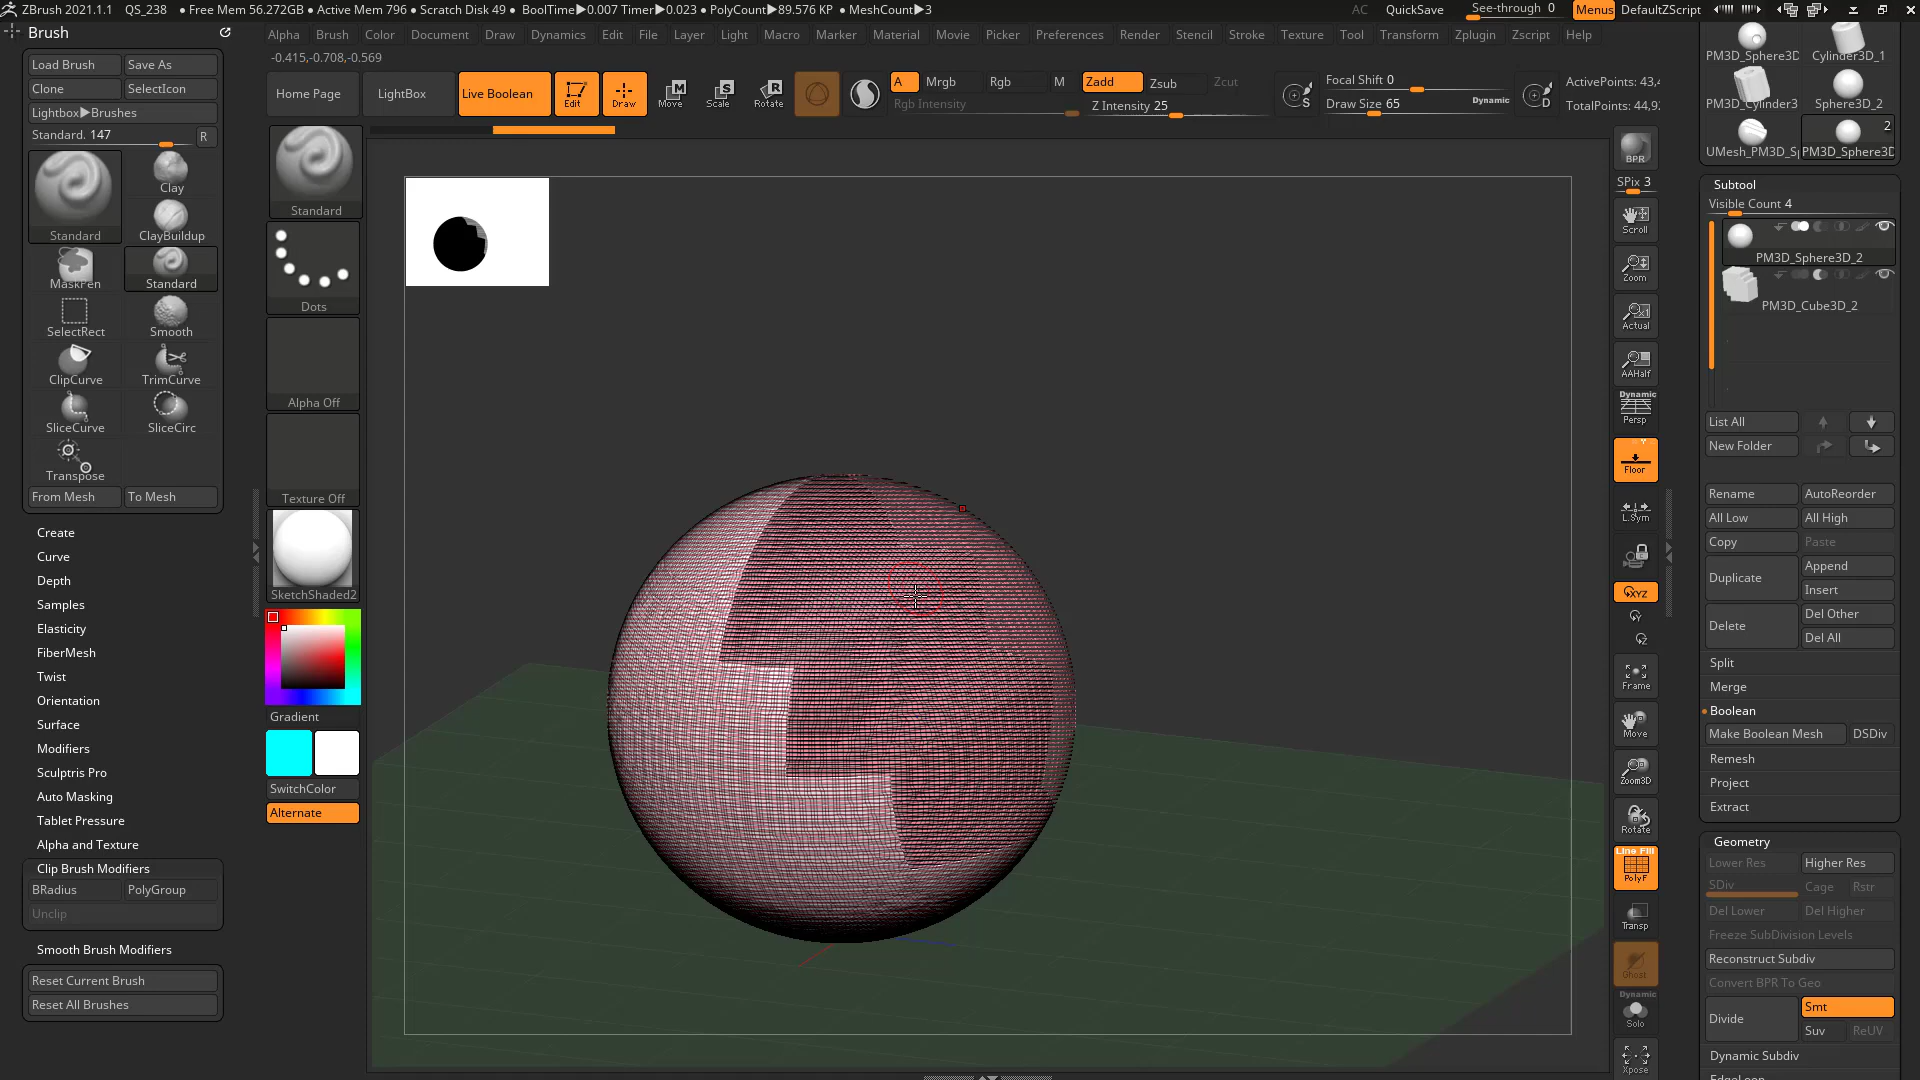 ZBrush 2021.1.1 QS_238 • Free Mem 56.272GB • Active Mem 796 • Scratch Disk 49 • BoolTime▶0.007 Timer▶0.023 • PolyCount▶89.576 KP • MeshCount▶3
AC QuickSave See-through 0 Menus DefaultZScript
Brush
Alpha Brush Color Document Draw Dynamics Edit File Layer Light Macro Marker Material Movie Picker Preferences Render Stencil Stroke Texture Tool Transform Zplugin Zscript Help
-0.415,-0.708,-0.569
Load Brush Save As
Clone SelectIcon
Lightbox▶Brushes
Standard. 147 R
Standard
Clay
ClayBuildup
MaskPen Standard
SelectRect Smooth
ClipCurve TrimCurve
SliceCurve SliceCirc
Transpose
From Mesh To Mesh
Create
Curve
Depth
Samples
Elasticity
FiberMesh
Twist
Orientation
Surface
Modifiers
Sculptris Pro
Auto Masking
Tablet Pressure
Alpha and Texture
Clip Brush Modifiers
BRadius PolyGroup
Unclip
Smooth Brush Modifiers
Reset Current Brush
Reset All Brushes
Home Page LightBox Live Boolean Edit Draw Move Scale Rotate
A Mrgb Rgb M Zadd Zsub Zcut
Rgb Intensity Z Intensity 25
S Focal Shift 0
Draw Size 65 Dynamic D
ActivePoints: 43,4
TotalPoints: 44,9
Standard
Dots
Alpha Off
Texture Off
SketchShaded2
Gradient
SwitchColor
Alternate
BPR
SPix 3
Scroll
Zoom
Actual
AAHalf
Dynamic
Persp
Floor
L.Sym
XYZ
Frame
Move
Zoom3D
Rotate
Line Fill
PolyF
Transp
Ghost
Dynamic
Solo
Xpose
PM3D_Sphere3D Cylinder3D_1
PM3D_Cylinder3 Sphere3D_2
2
UMesh_PM3D_S PM3D_Sphere3D
Subtool
Visible Count 4
PM3D_Sphere3D_2
PM3D_Cube3D_2
List All
New Folder
Rename AutoReorder
All Low All High
Copy Paste
Duplicate Append
Insert
Delete Del Other
Del All
Split
Merge
Boolean
Make Boolean Mesh DSDiv
Remesh
Project
Extract
Geometry
Lower Res Higher Res
SDiv Cage Rstr
Del Lower Del Higher
Freeze SubDivision Levels
Reconstruct Subdiv
Convert BPR To Geo
Divide Smt
Suv ReUV
Dynamic Subdiv
EdgeLoop